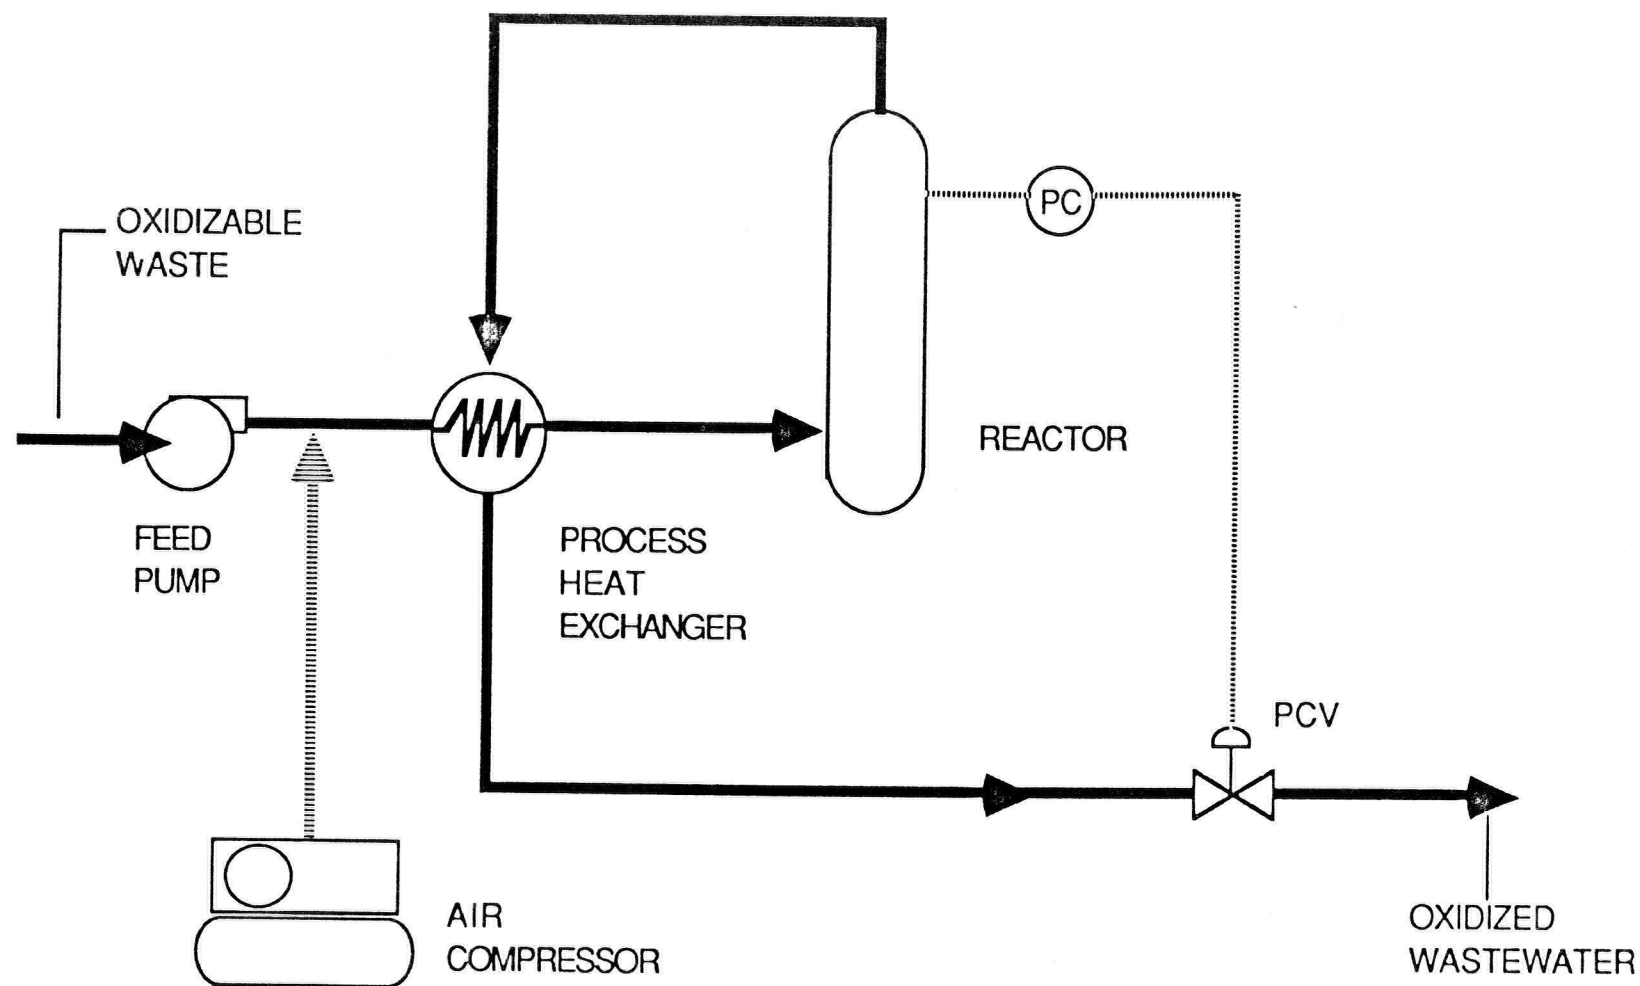 OXIDIZABLE
WASTE
PC
REACTOR
FEED
PUMP
PROCESS
HEAT
EXCHANGER
PCV
AIR
COMPRESSOR
OXIDIZED
WASTEWATER